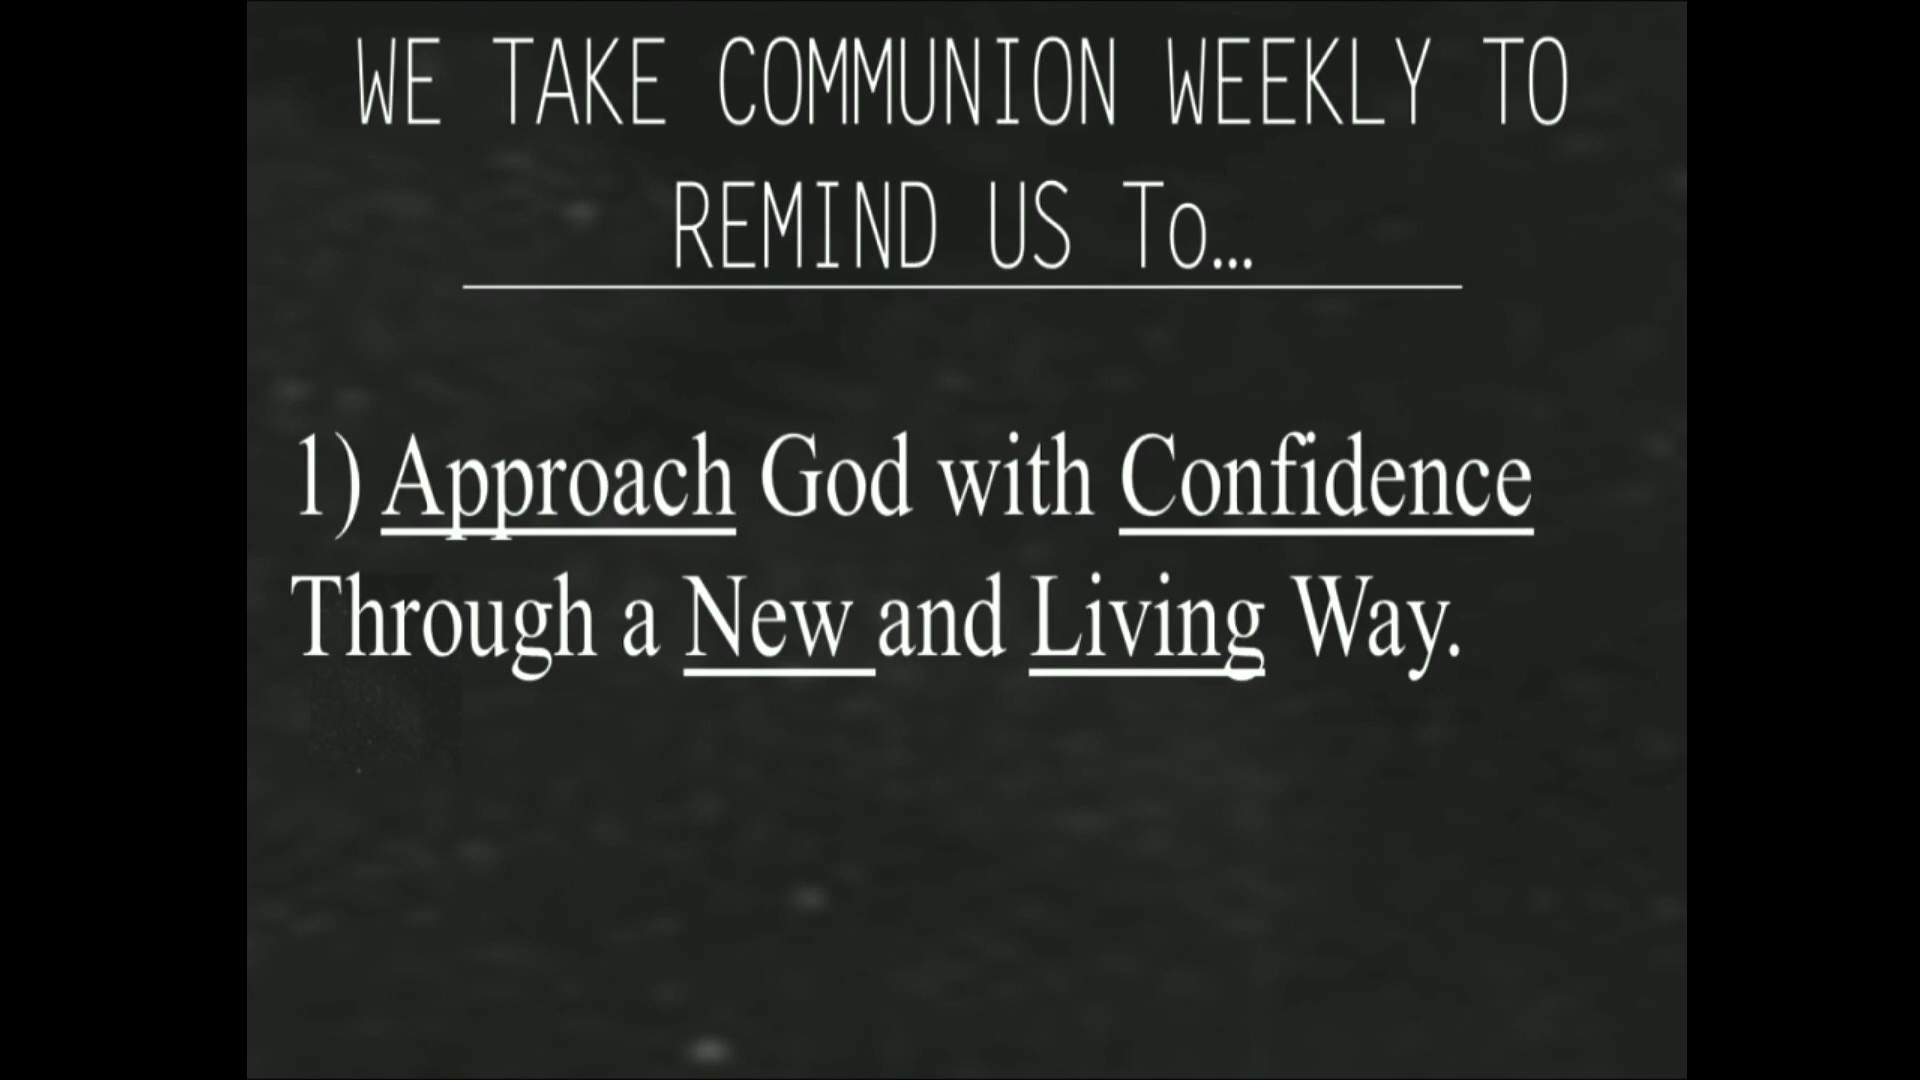 WE TAKE COMMUNION WEEKLY TO
REMIND US To...
1) Approach God with Confidence
Through a New and Living Way.